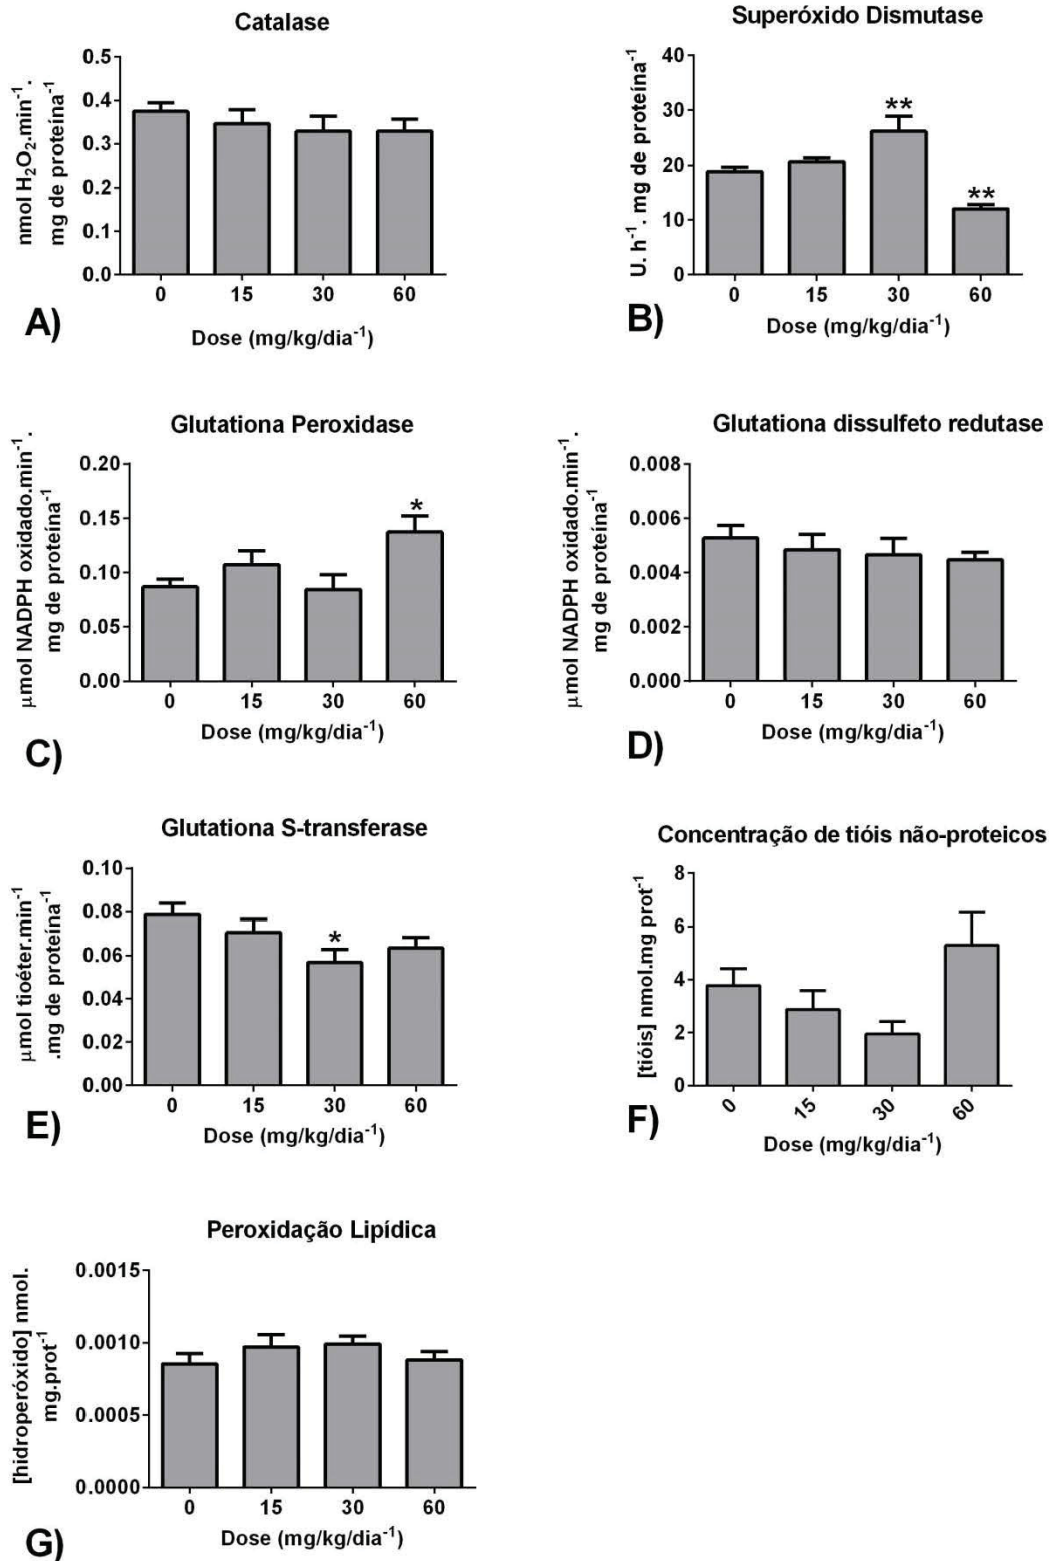 Catalase
nmol H₂O₂.min⁻¹.
mg de proteína⁻¹
0.5
0.4
0.3
0.2
0.1
0.0
0 15 30 60
Dose (mg/kg/dia⁻¹)
A)
Superóxido Dismutase
U. h⁻¹. mg de proteína⁻¹
40
30
20
10
0
**
**
0 15 30 60
Dose (mg/kg/dia⁻¹)
B)
Glutationa Peroxidase
µmol NADPH oxidado.min⁻¹.
mg de proteína⁻¹
0.20
0.15
0.10
0.05
0.00
*
0 15 30 60
Dose (mg/kg/dia⁻¹)
C)
Glutationa dissulfeto redutase
µmol NADPH oxidado.min⁻¹.
mg de proteína⁻¹
0.008
0.006
0.004
0.002
0.000
0 15 30 60
Dose (mg/kg/dia⁻¹)
D)
Glutationa S-transferase
µmol tioéter.min⁻¹
.mg de proteína⁻¹
0.10
0.08
0.06
0.04
0.02
0.00
*
0 15 30 60
Dose (mg/kg/dia⁻¹)
E)
Concentração de tióis não-proteicos
[tióis] nmol.mg prot⁻¹
8
6
4
2
0
0 15 30 60
Dose (mg/kg/dia⁻¹)
F)
Peroxidação Lipídica
[hidroperóxido] nmol.
mg.prot⁻¹
0.0015
0.0010
0.0005
0.0000
0 15 30 60
Dose (mg/kg/dia⁻¹)
G)